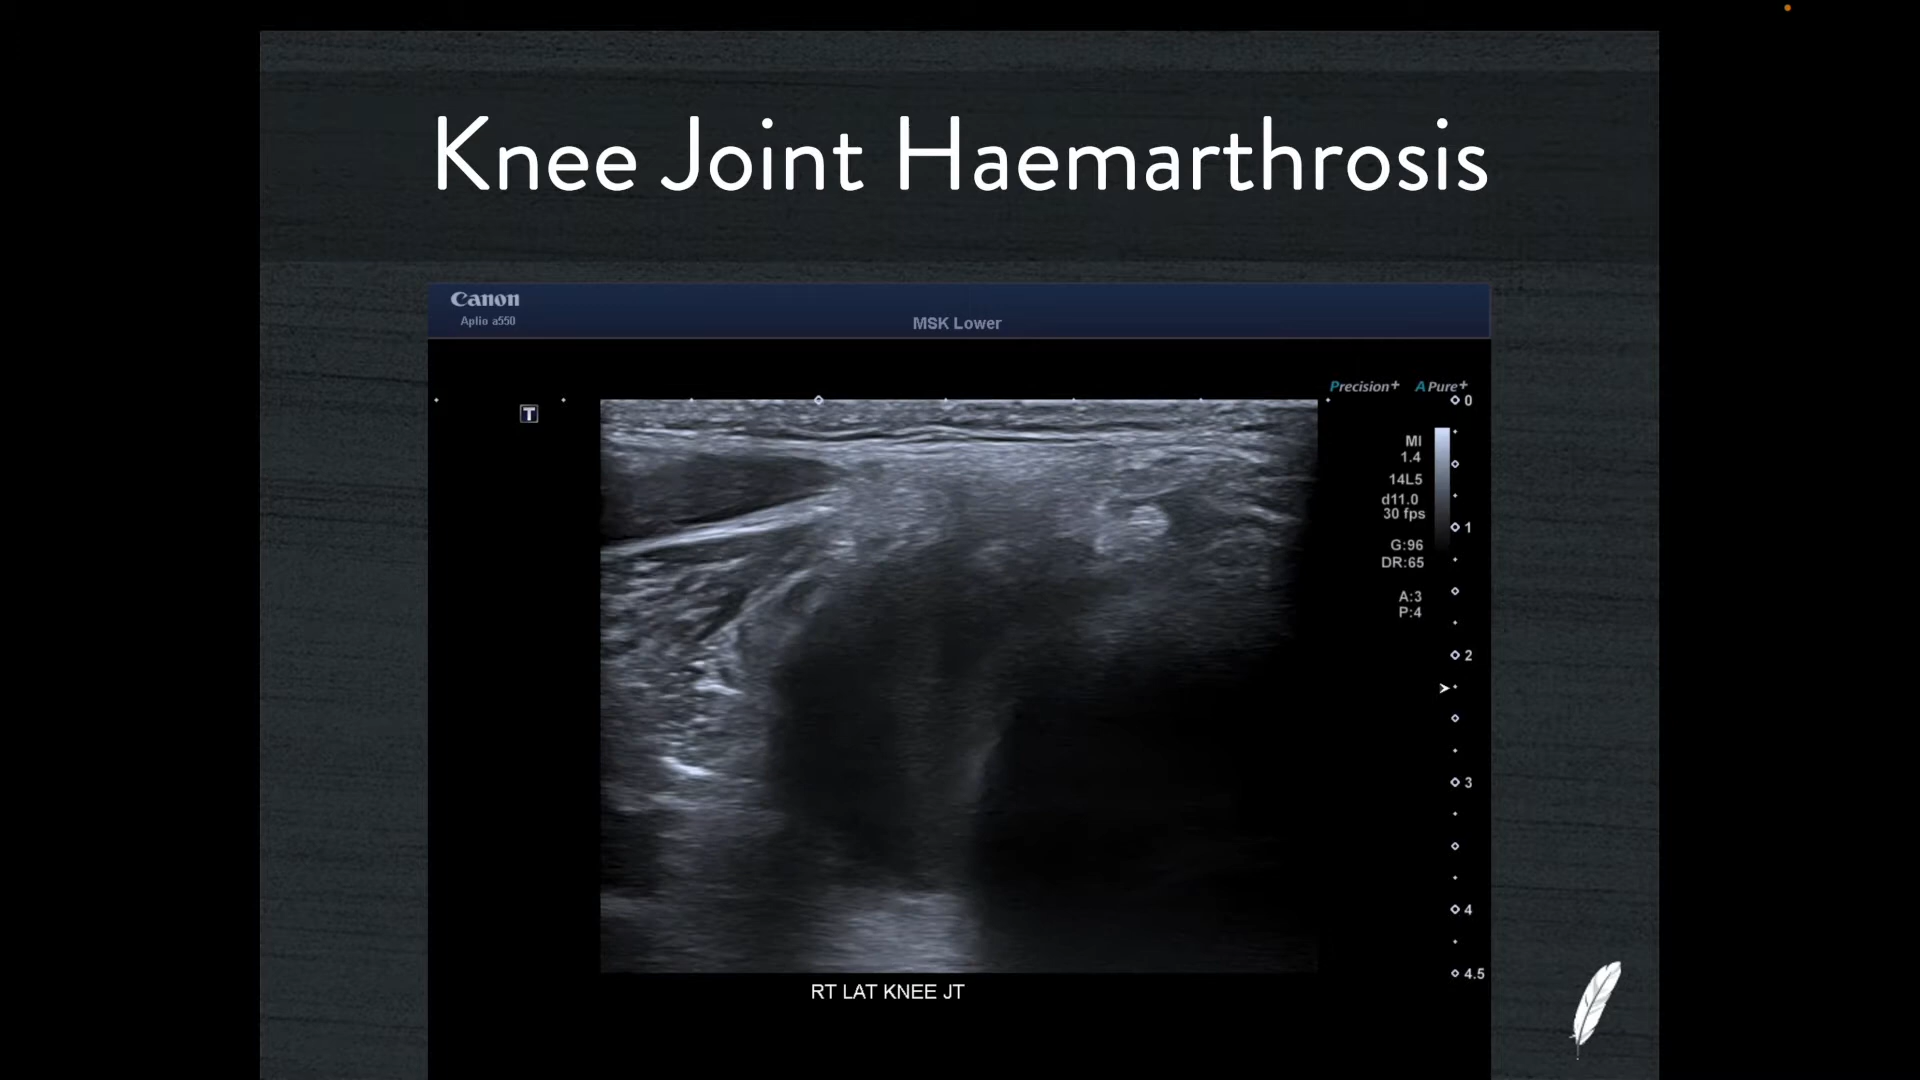 Knee Joint Haemarthrosis
Canon
Aplio a550
MSK Lower
Precision+ A Pure+
T
0
MI
1.4
14L5
d11.0
30 fps
1
G:96
DR:65
A:3
P:4
2
3
4
4.5
RT LAT KNEE JT